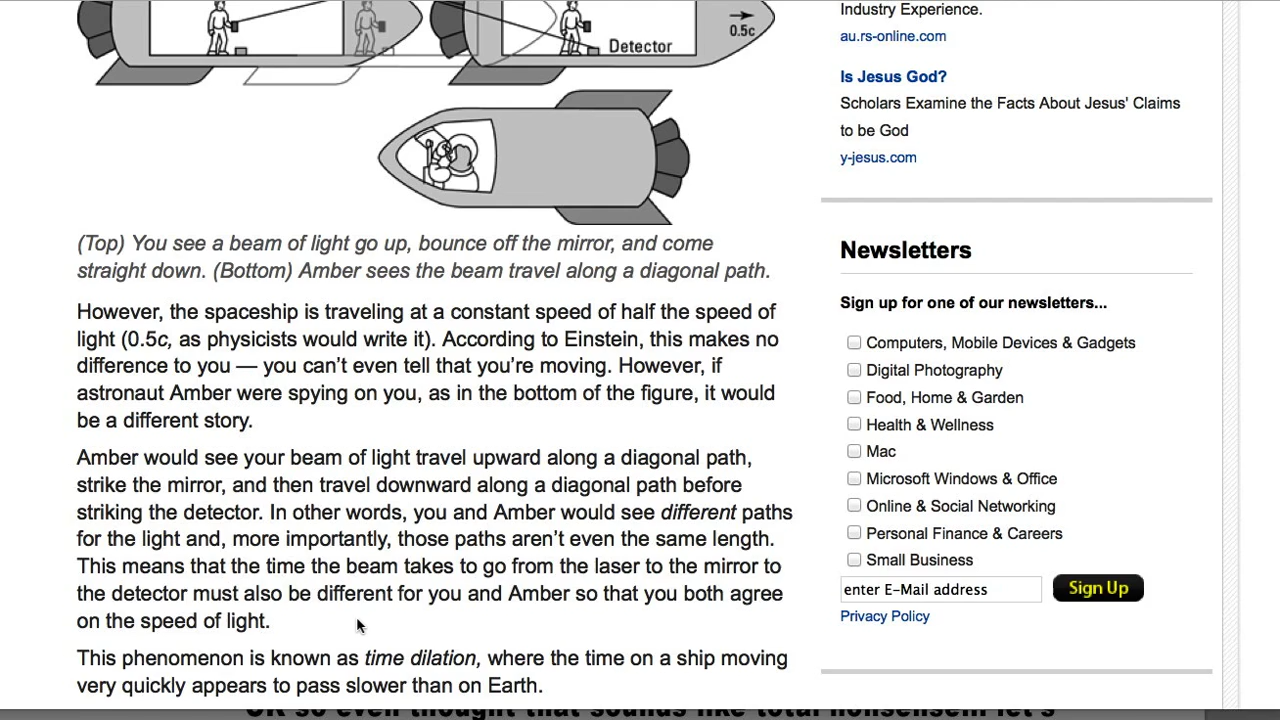 0.5c
Detector
(Top) You see a beam of light go up, bounce off the mirror, and come
straight down. (Bottom) Amber sees the beam travel along a diagonal path.
However, the spaceship is traveling at a constant speed of half the speed of
light (0.5c, as physicists would write it). According to Einstein, this makes no
difference to you — you can’t even tell that you’re moving. However, if
astronaut Amber were spying on you, as in the bottom of the figure, it would
be a different story.
Amber would see your beam of light travel upward along a diagonal path,
strike the mirror, and then travel downward along a diagonal path before
striking the detector. In other words, you and Amber would see different paths
for the light and, more importantly, those paths aren’t even the same length.
This means that the time the beam takes to go from the laser to the mirror to
the detector must also be different for you and Amber so that you both agree
on the speed of light.
This phenomenon is known as time dilation, where the time on a ship moving
very quickly appears to pass slower than on Earth.
OK so even thought that sounds like total nonsensem let's
Industry Experience.
au.rs-online.com
Is Jesus God?
Scholars Examine the Facts About Jesus' Claims
to be God
y-jesus.com
Newsletters
Sign up for one of our newsletters...
Computers, Mobile Devices & Gadgets
Digital Photography
Food, Home & Garden
Health & Wellness
Mac
Microsoft Windows & Office
Online & Social Networking
Personal Finance & Careers
Small Business
enter E-Mail address
Sign Up
Privacy Policy